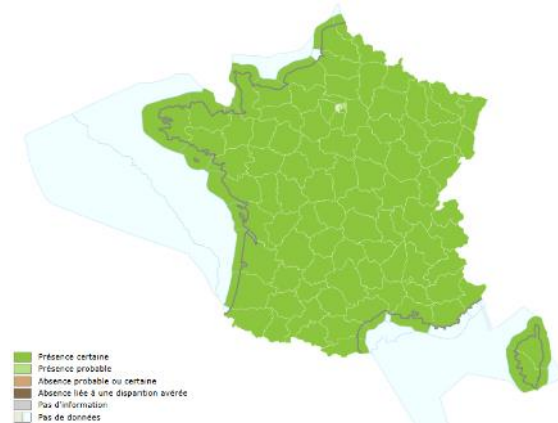 Présence certaine
Présence probable
Absence probable ou certaine
Absence liée à une disparition avérée
Pas d'information
Pas de données